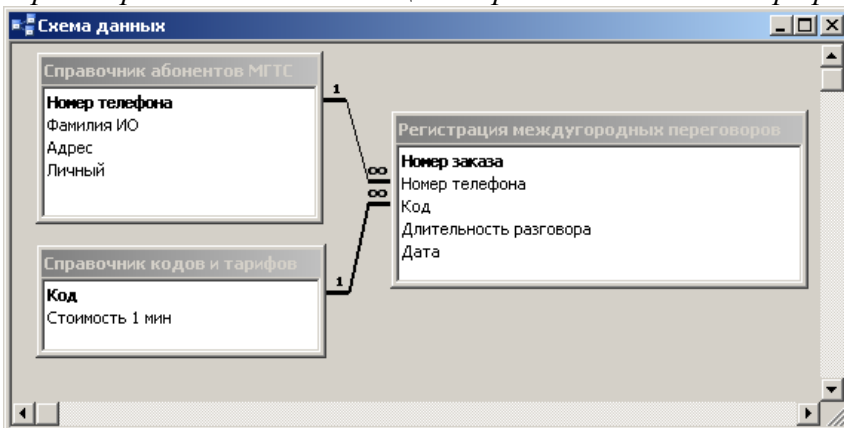 Схема данных
Справочник абонентов МГТС
Номер телефона
Фамилия ИО
Адрес
Личный
1
∞
∞
Регистрация междугородных переговоров
Номер заказа
Номер телефона
Код
Длительность разговора
Дата
Справочник кодов и тарифов
Код
Стоимость 1 мин
1